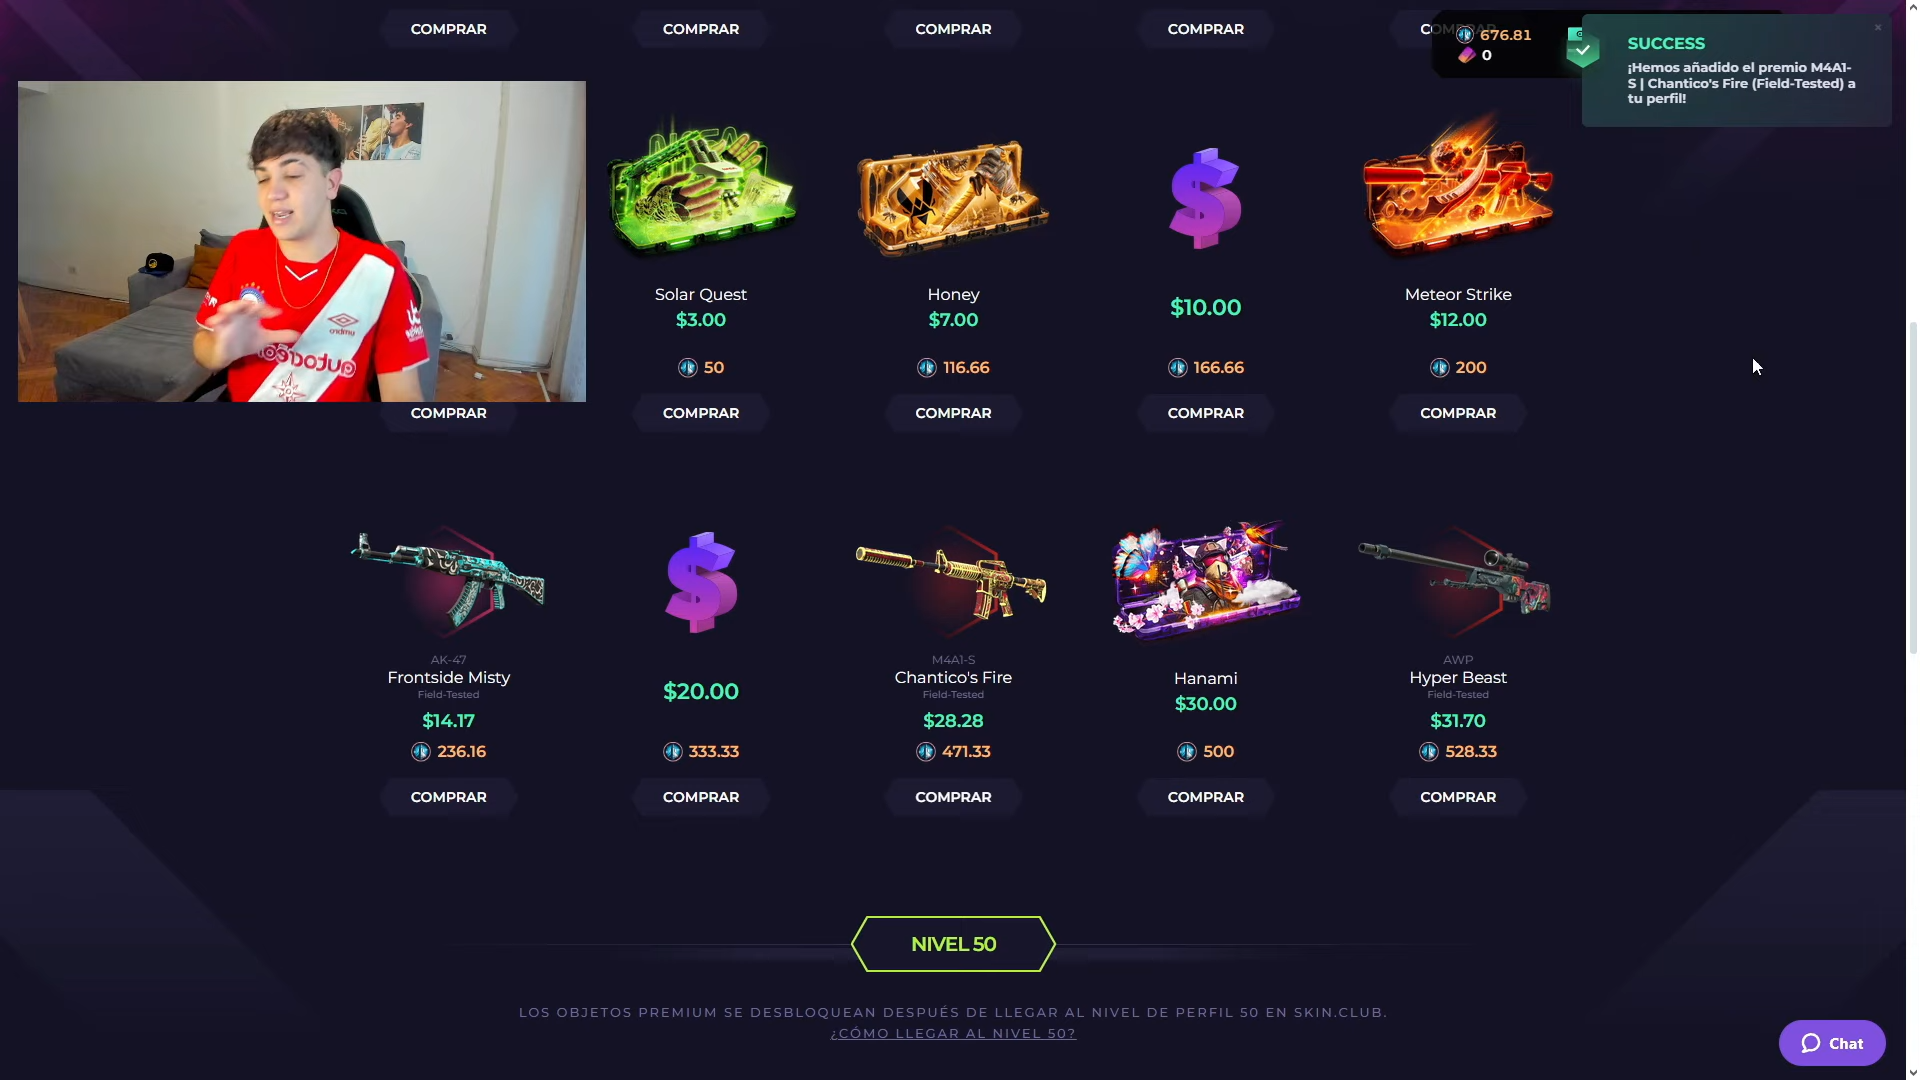 COMPRAR
COMPRAR
COMPRAR
COMPRAR
676.81
0
SUCCESS
¡Hemos añadido el premio M4A1-
S | Chantico's Fire (Field-Tested) a
tu perfil!
Solar Quest
$3.00
50
COMPRAR
Honey
$7.00
116.66
COMPRAR
$10.00
166.66
COMPRAR
Meteor Strike
$12.00
200
COMPRAR
COMPRAR
AK-47
Frontside Misty
Field-Tested
$14.17
236.16
COMPRAR
$20.00
333.33
COMPRAR
M4A1-S
Chantico's Fire
Field-Tested
$28.28
471.33
COMPRAR
Hanami
$30.00
500
COMPRAR
AWP
Hyper Beast
Field-Tested
$31.70
528.33
COMPRAR
NIVEL 50
LOS OBJETOS PREMIUM SE DESBLOQUEAN DESPUÉS DE LLEGAR AL NIVEL DE PERFIL 50 EN SKIN.CLUB.
¿CÓMO LLEGAR AL NIVEL 50?
Chat